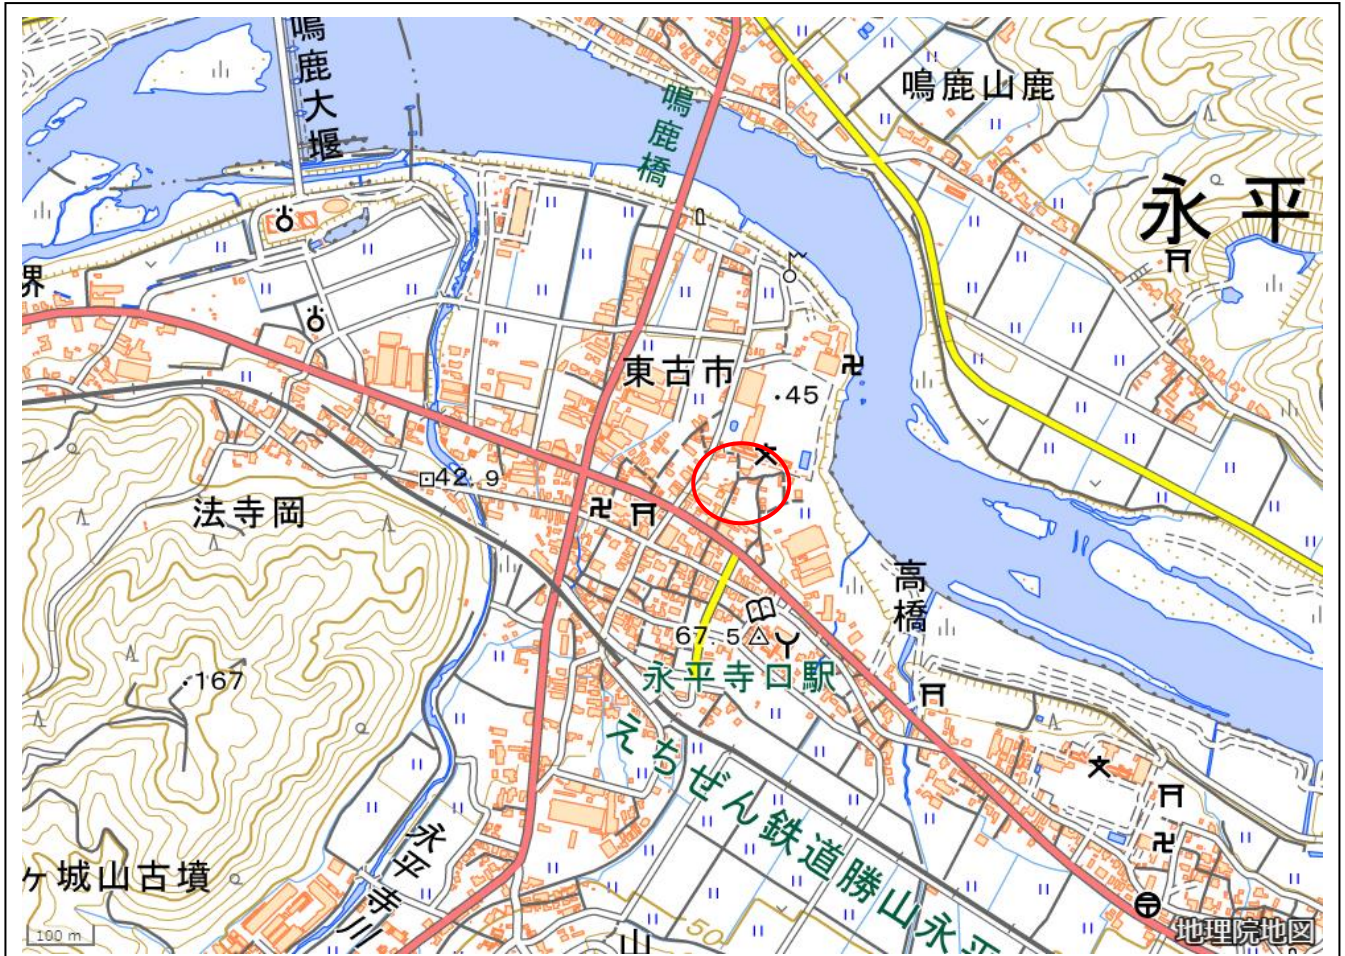 鳴鹿大堰
鳴鹿橋
鳴鹿山鹿
永平
界
東古市
45
42.9
法寺岡
高橋
67.5
永平寺口駅
167
えちぜん鉄道勝山永平
永平寺川
ヶ城山古墳
山
50
100 m
地理院地図